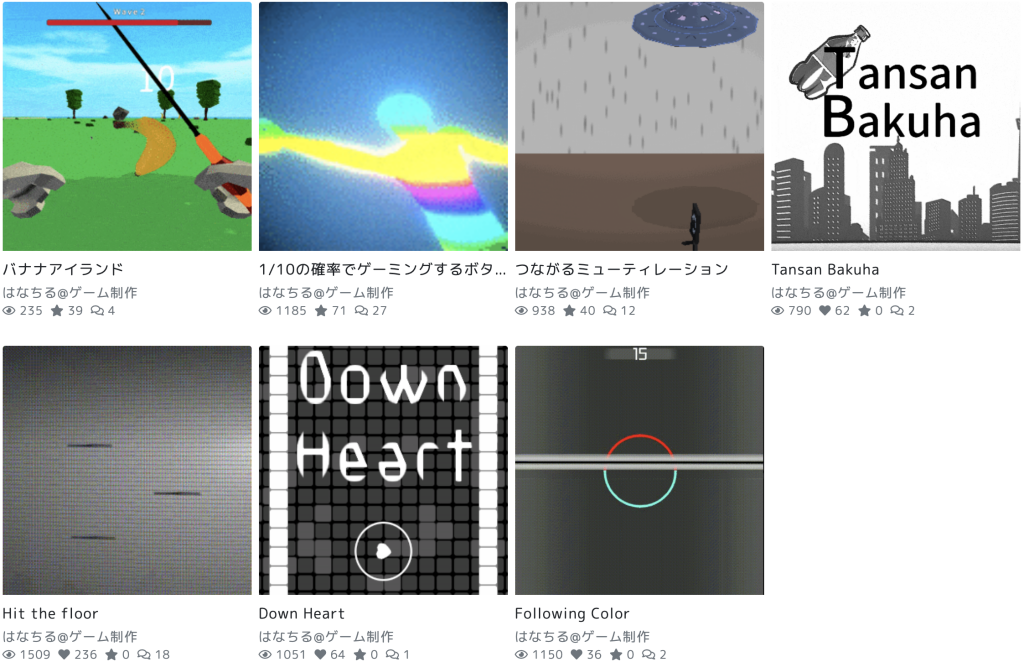 Wave 2
10
Tansan
Bakuha
バナナアイランド
はなちる@ゲーム制作
235 39 4
1/10の確率でゲーミングするボタ...
はなちる@ゲーム制作
1185 71 27
つながるミューティレーション
はなちる@ゲーム制作
938 40 12
Tansan Bakuha
はなちる@ゲーム制作
790 62 0 2
Down
Heart
15
Hit the floor
はなちる@ゲーム制作
1509 236 0 18
Down Heart
はなちる@ゲーム制作
1051 64 0 1
Following Color
はなちる@ゲーム制作
1150 36 0 2